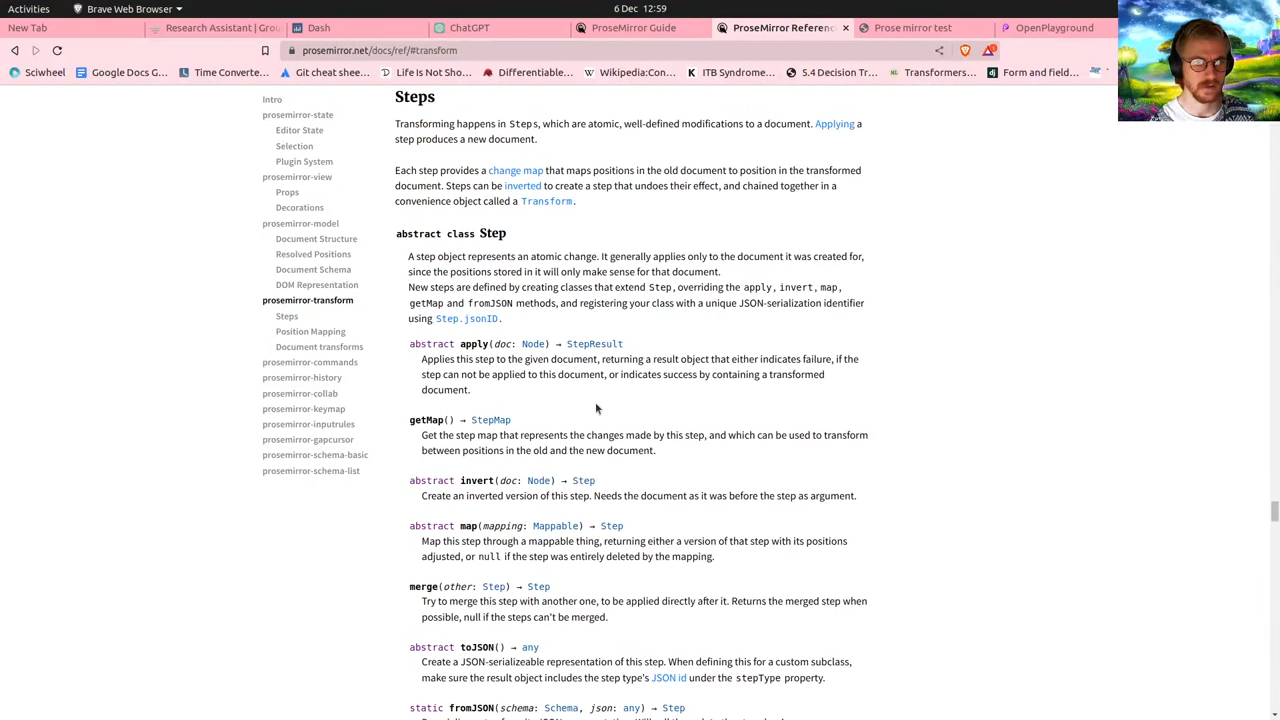 Activities
Brave Web Browser
6 Dec 12:59
New Tab
Research Assistant | Grou
Dash
ChatGPT
ProseMirror Guide
ProseMirror Referenc
Prose mirror test
OpenPlayground
prosemirror.net/docs/ref/#transform
Sciwheel
Google Docs G...
Time Converte...
Git cheat shee...
Life Is Not Sho...
Differentiable...
Wikipedia:Con...
ITB Syndrome...
5.4 Decision Tr...
Transformers...
Form and field...
Intro
prosemirror-state
Editor State
Selection
Plugin System
prosemirror-view
Props
Decorations
prosemirror-model
Document Structure
Resolved Positions
Document Schema
DOM Representation
prosemirror-transform
Steps
Position Mapping
Document transforms
prosemirror-commands
prosemirror-history
prosemirror-collab
prosemirror-keymap
prosemirror-inputrules
prosemirror-gapcursor
prosemirror-schema-basic
prosemirror-schema-list
Steps
Transforming happens in Steps, which are atomic, well-defined modifications to a document. Applying a
step produces a new document.
Each step provides a change map that maps positions in the old document to position in the transformed
document. Steps can be inverted to create a step that undoes their effect, and chained together in a
convenience object called a Transform.
abstract class Step
A step object represents an atomic change. It generally applies only to the document it was created for,
since the positions stored in it will only make sense for that document.
New steps are defined by creating classes that extend Step, overriding the apply, invert, map,
getMap and fromJSON methods, and registering your class with a unique JSON-serialization identifier
using Step.jsonID.
abstract apply(doc: Node) → StepResult
Applies this step to the given document, returning a result object that either indicates failure, if the
step can not be applied to this document, or indicates success by containing a transformed
document.
getMap() → StepMap
Get the step map that represents the changes made by this step, and which can be used to transform
between positions in the old and the new document.
abstract invert(doc: Node) → Step
Create an inverted version of this step. Needs the document as it was before the step as argument.
abstract map(mapping: Mappable) → Step
Map this step through a mappable thing, returning either a version of that step with its positions
adjusted, or null if the step was entirely deleted by the mapping.
merge(other: Step) → Step
Try to merge this step with another one, to be applied directly after it. Returns the merged step when
possible, null if the steps can't be merged.
abstract toJSON() → any
Create a JSON-serializeable representation of this step. When defining this for a custom subclass,
make sure the result object includes the step type's JSON id under the stepType property.
static fromJSON(schema: Schema, json: any) → Step